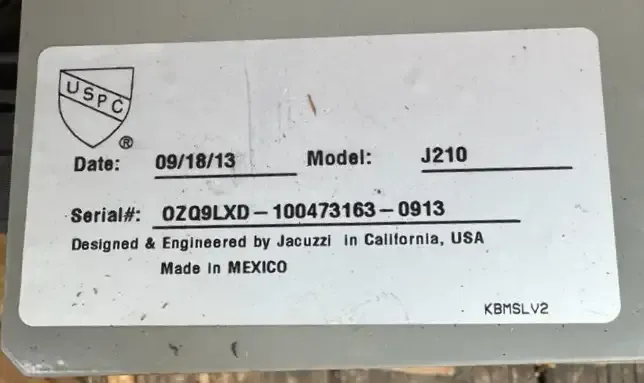 USPC
®
Date: 09/18/13 Model: J210
Serial#: OZQ9LXD-100473163-0913
Designed & Engineered by Jacuzzi in California, USA
Made in MEXICO
KBMSLV2